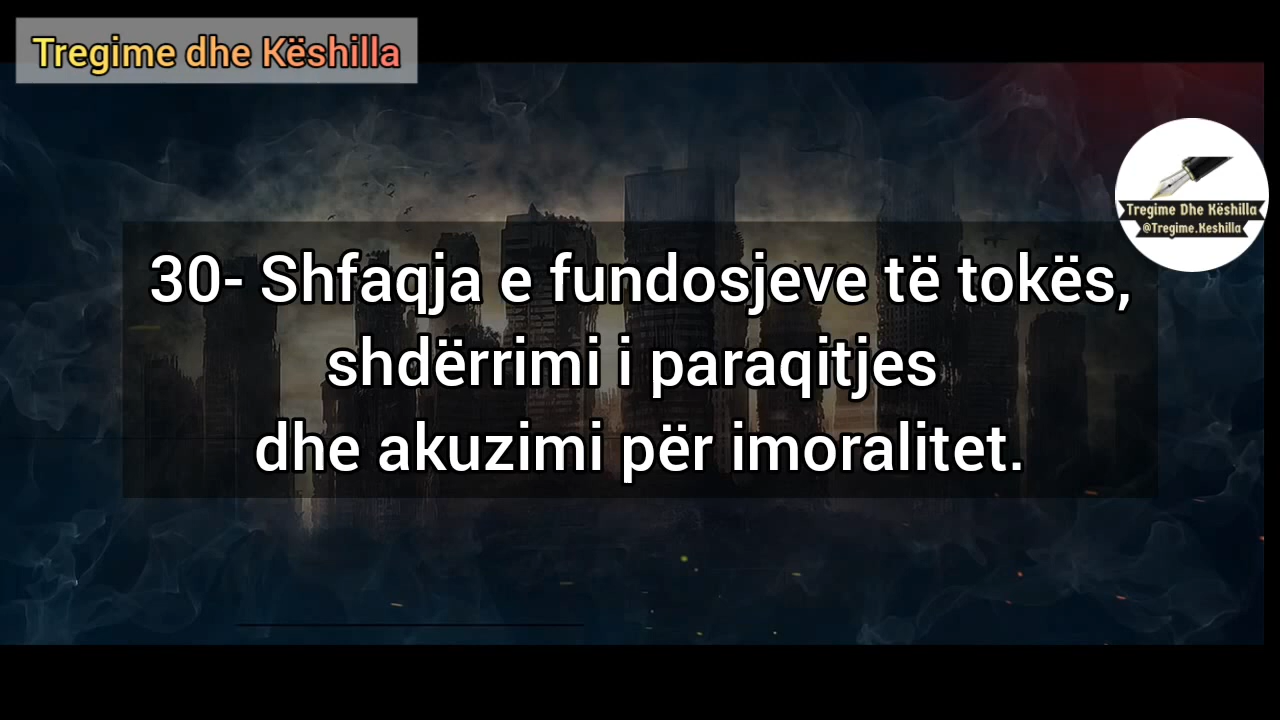 Tregime dhe Këshilla
Tregime Dhe Këshilla
@Tregime.Keshilla
30- Shfaqja e fundosjeve të tokës,
shdërrimi i paraqitjes
dhe akuzimi për imoralitet.